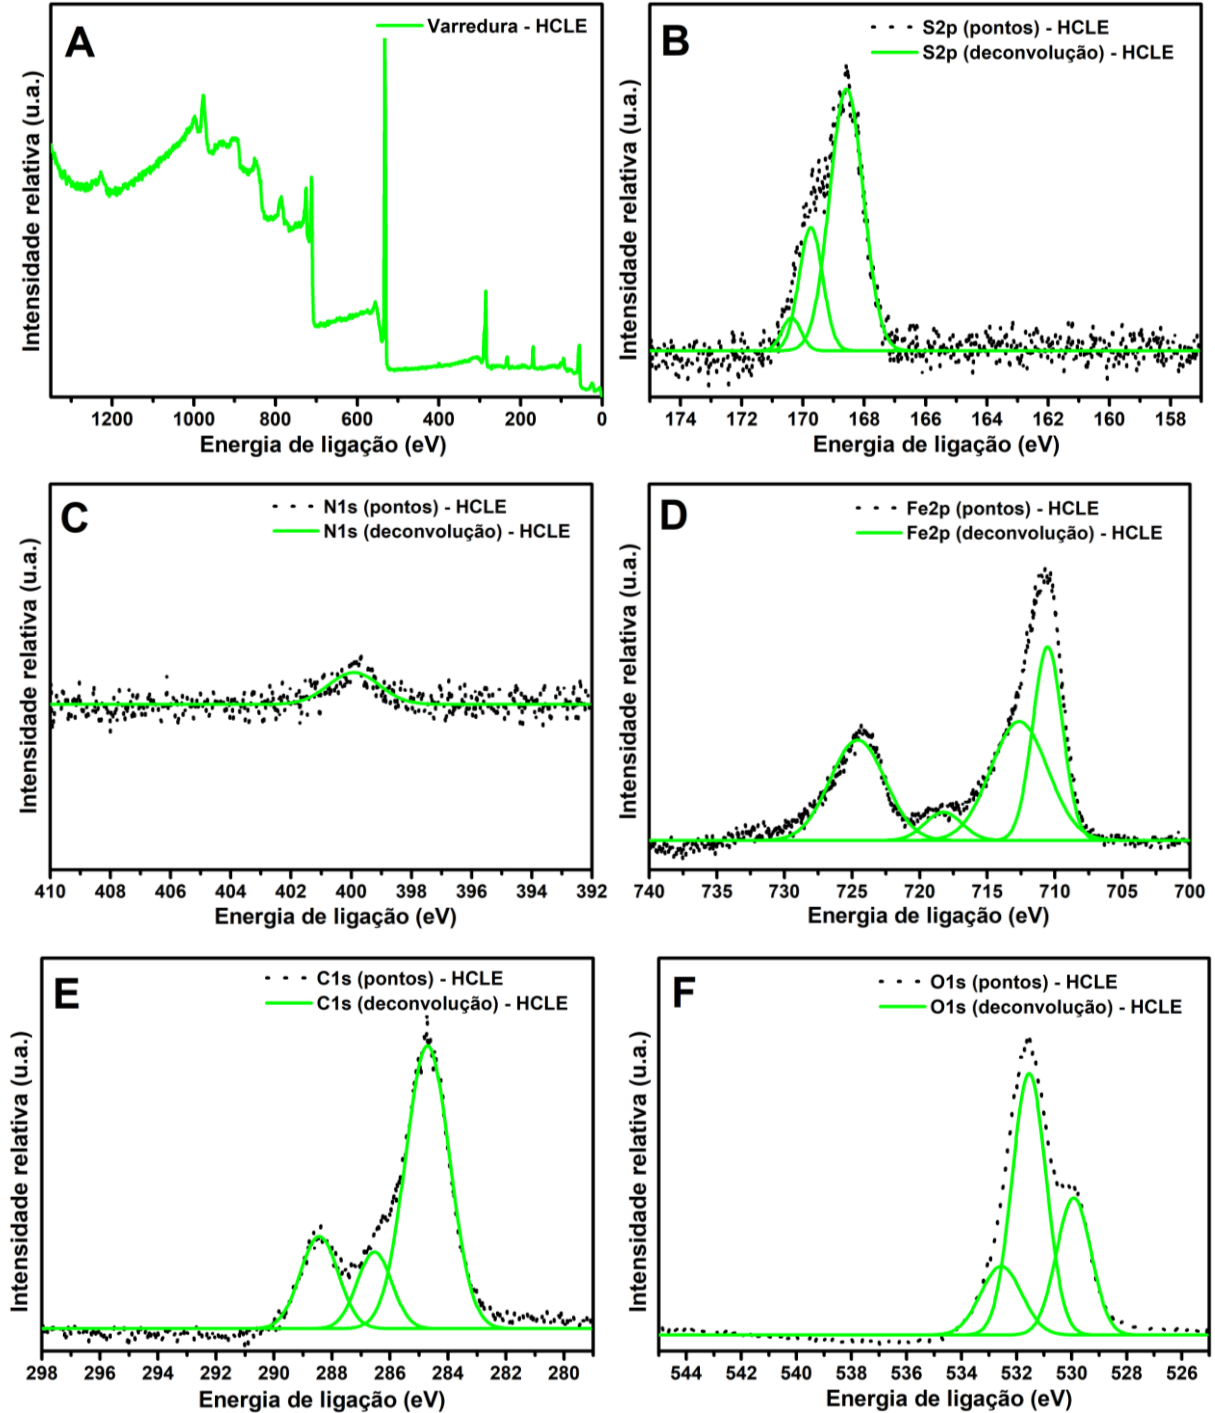 A
Varredura - HCLE
Intensidade relativa (u.a.)
1200 1000 800 600 400 200 0
Energia de ligação (eV)
B
S2p (pontos) - HCLE
S2p (deconvolução) - HCLE
Intensidade relativa (u.a.)
174 172 170 168 166 164 162 160 158
Energia de ligação (eV)
C
N1s (pontos) - HCLE
N1s (deconvolução) - HCLE
Intensidade relativa (u.a.)
410 408 406 404 402 400 398 396 394 392
Energia de ligação (eV)
D
Fe2p (pontos) - HCLE
Fe2p (deconvolução) - HCLE
Intensidade relativa (u.a.)
740 735 730 725 720 715 710 705 700
Energia de ligação (eV)
E
C1s (pontos) - HCLE
C1s (deconvolução) - HCLE
Intensidade relativa (u.a.)
298 296 294 292 290 288 286 284 282 280
Energia de ligação (eV)
F
O1s (pontos) - HCLE
O1s (deconvolução) - HCLE
Intensidade relativa (u.a.)
544 542 540 538 536 534 532 530 528 526
Energia de ligação (eV)